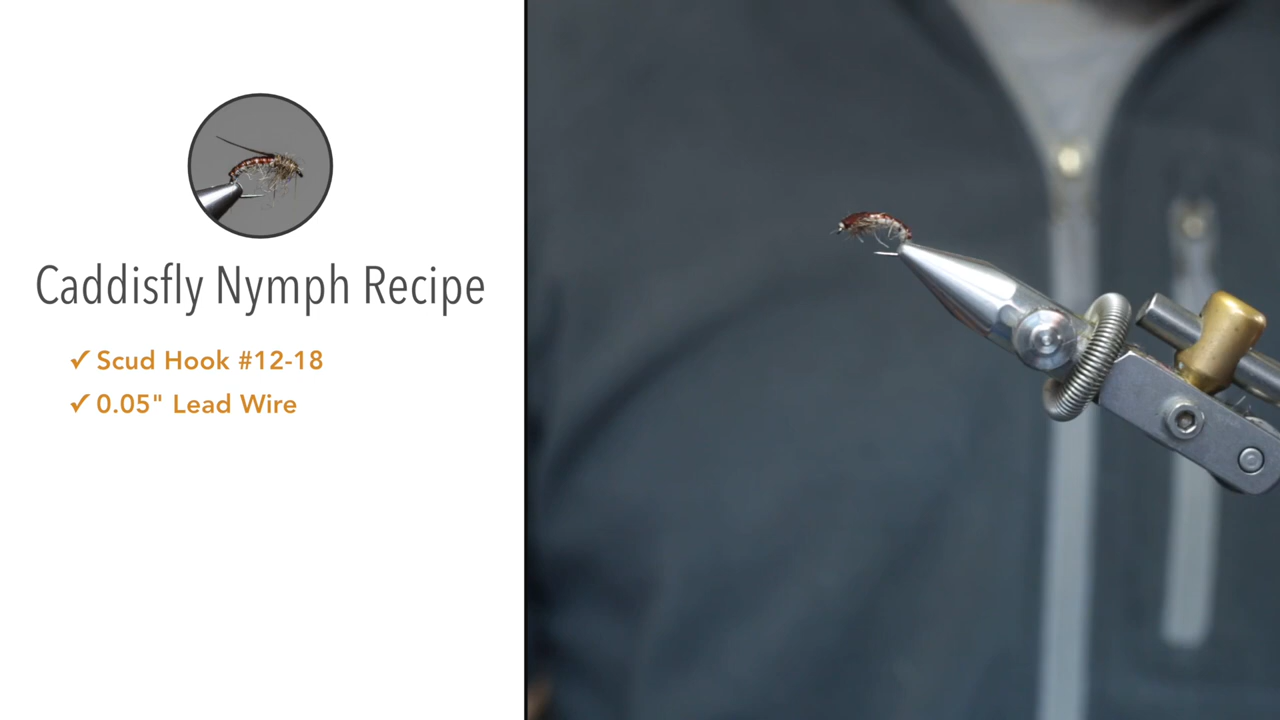 Caddisfly Nymph Recipe
✓ Scud Hook #12-18
✓ 0.05" Lead Wire